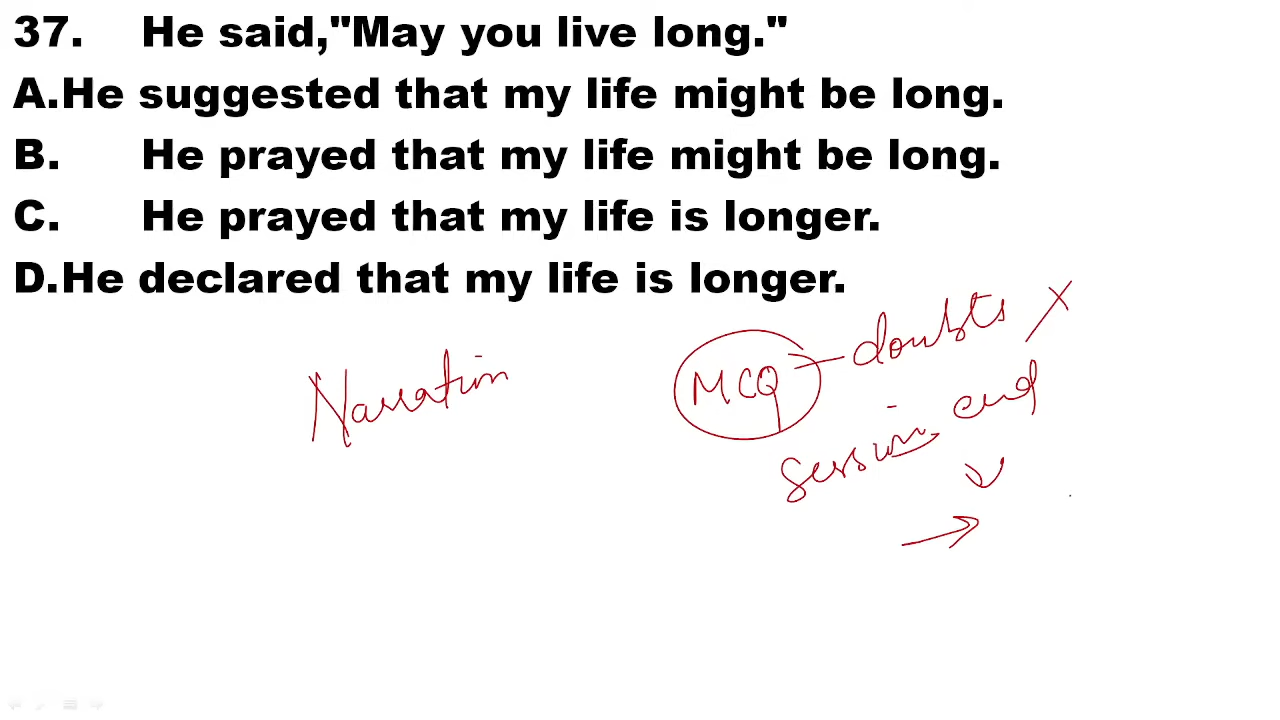 37. He said,"May you live long."
A.He suggested that my life might be long.
B. He prayed that my life might be long.
C. He prayed that my life is longer.
D.He declared that my life is longer.
Narration
MCQ - doubts x
session end